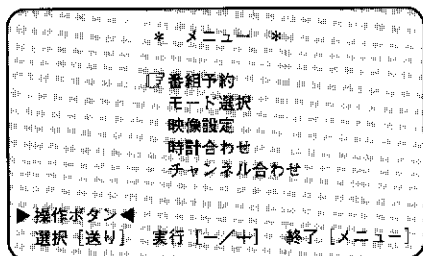 * メニュー *
番組予約
モード選択
映像設定
時計合わせ
チャンネル合わせ
▶操作ボタン◀
選択 [送り] 実行 [−/+] 終了 [メニュー]